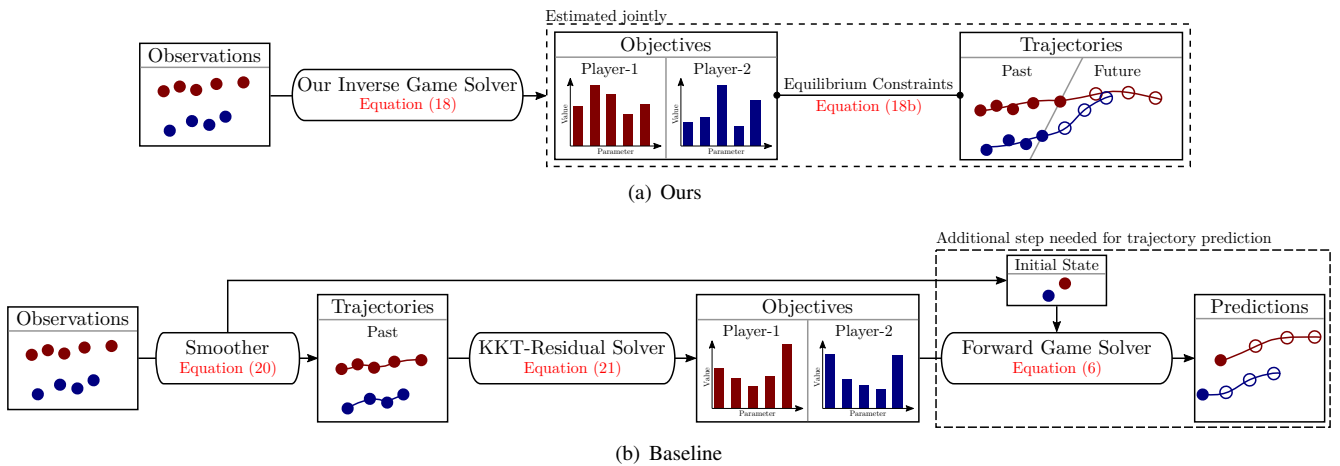 Estimated jointly
Observations
Our Inverse Game Solver
Equation (18)
Objectives
Player-1
Player-2
Value
Parameter
Value
Parameter
Equilibrium Constraints
Equation (18b)
Trajectories
Past
Future
(a) Ours
Additional step needed for trajectory prediction
Observations
Smoother
Equation (20)
Trajectories
Past
KKT-Residual Solver
Equation (21)
Objectives
Player-1
Player-2
Value
Parameter
Value
Parameter
Initial State
Forward Game Solver
Equation (6)
Predictions
(b) Baseline